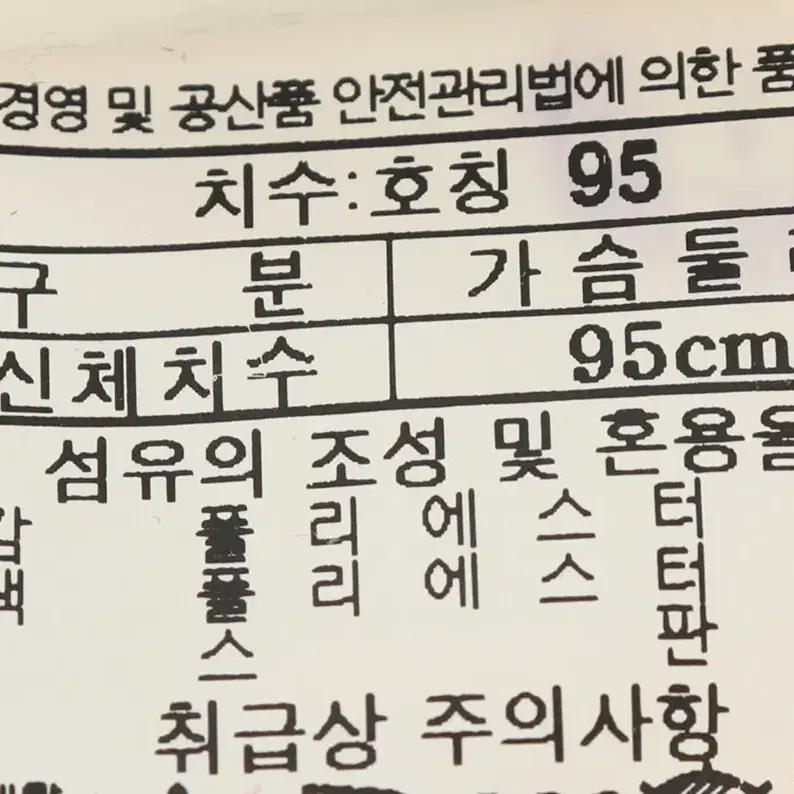 경영 및 공산품 안전관리법에 의한 품
치수:호칭 95
구 분 가슴둘
신체치수 95cm
섬유의 조성 및 혼용율
폴리에스터
폴리에스터
스 판
취급상 주의사항